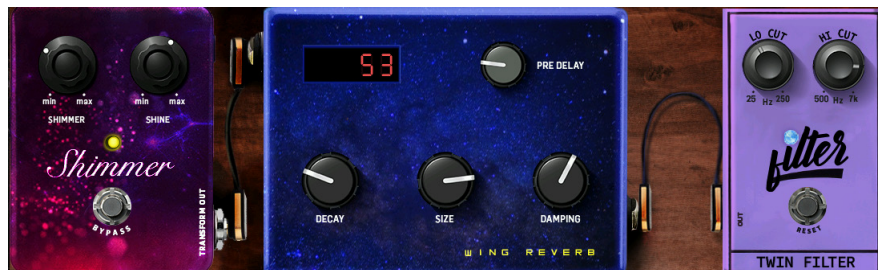 min max
SHIMMER
min max
SHINE
Shimmer
BYPASS
TRANSFORM OUT
53
PRE DELAY
DECAY
SIZE
DAMPING
WING REVERB
LO CUT
25 Hz 250
HI CUT
500 Hz 7k
filter
OUT
RESET
TWIN FILTER